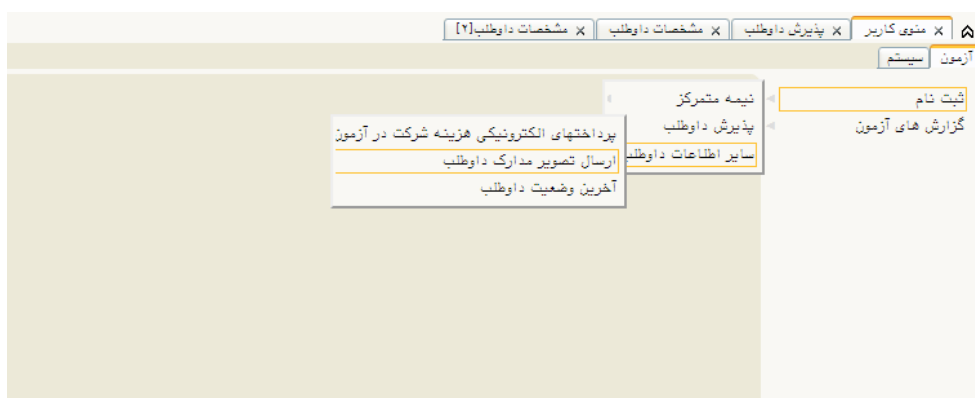 منوی کاربر × پذیرش داوطلب × مشخصات داوطلب × مشخصات داوطلب[۲] ×
آزمون سیستم
ثبت نام
گزارش های آزمون
نیمه متمرکز
پذیرش داوطلب
سایر اطلاعات داوطلب
پرداختهای الکترونیکی هزینه شرکت در آزمون
ارسال تصویر مدارک داوطلب
آخرین وضعیت داوطلب